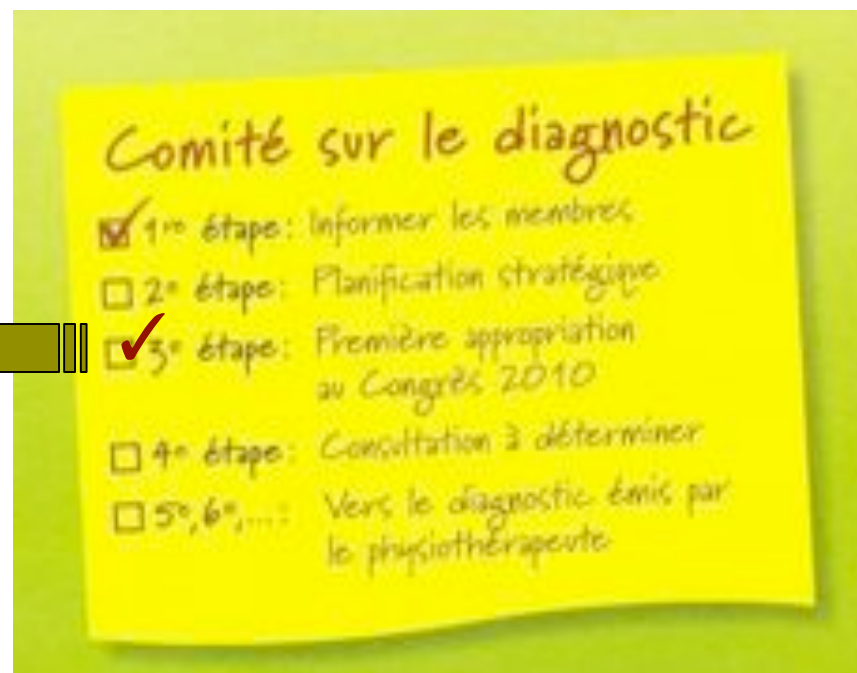 Comité sur le diagnostic
1re étape: Informer les membres
2e étape: Planification stratégique
3e étape: Première appropriation
au Congrès 2010
4e étape: Consultation à déterminer
5e, 6e, ...: Vers le diagnostic émis par
le physiothérapeute